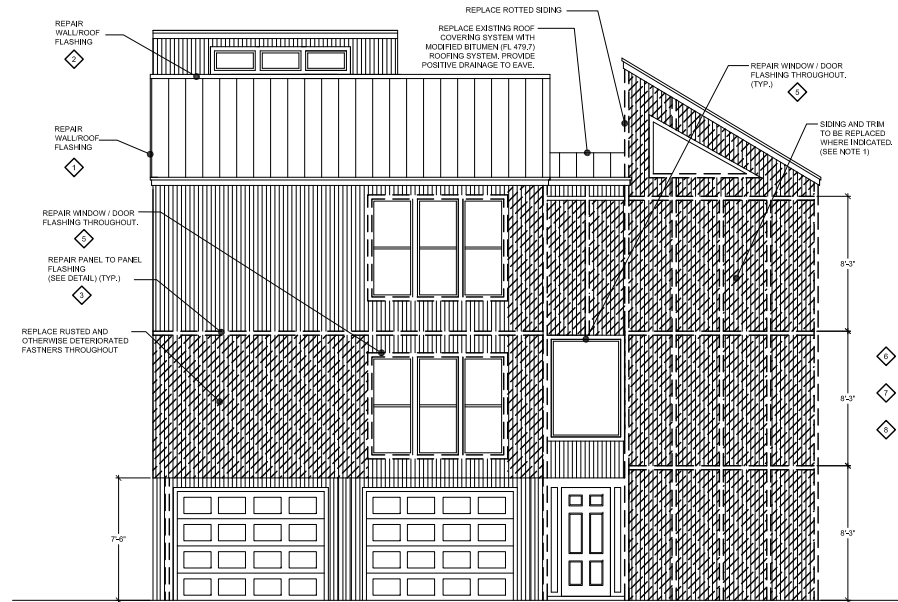 REPAIR
WALL/ROOF
FLASHING
2
REPAIR
WALL/ROOF
FLASHING
1
REPAIR WINDOW / DOOR
FLASHING THROUGHOUT.
5
REPAIR PANEL TO PANEL
FLASHING
(SEE DETAIL) (TYP.)
3
REPLACE RUSTED AND
OTHERWISE DETERIORATED
FASTNERS THROUGHOUT
7'-6"
REPLACE ROTTED SIDING
REPLACE EXISTING ROOF
COVERING SYSTEM WITH
MODIFIED BITUMEN (FL 479.7)
ROOFING SYSTEM. PROVIDE
POSITIVE DRAINAGE TO EAVE.
REPAIR WINDOW / DOOR
FLASHING THROUGHOUT.
(TYP.)
5
SIDING AND TRIM
TO BE REPLACED
WHERE INDICATED.
(SEE NOTE 1)
8'-3"
8'-3"
8'-3"
6
7
8